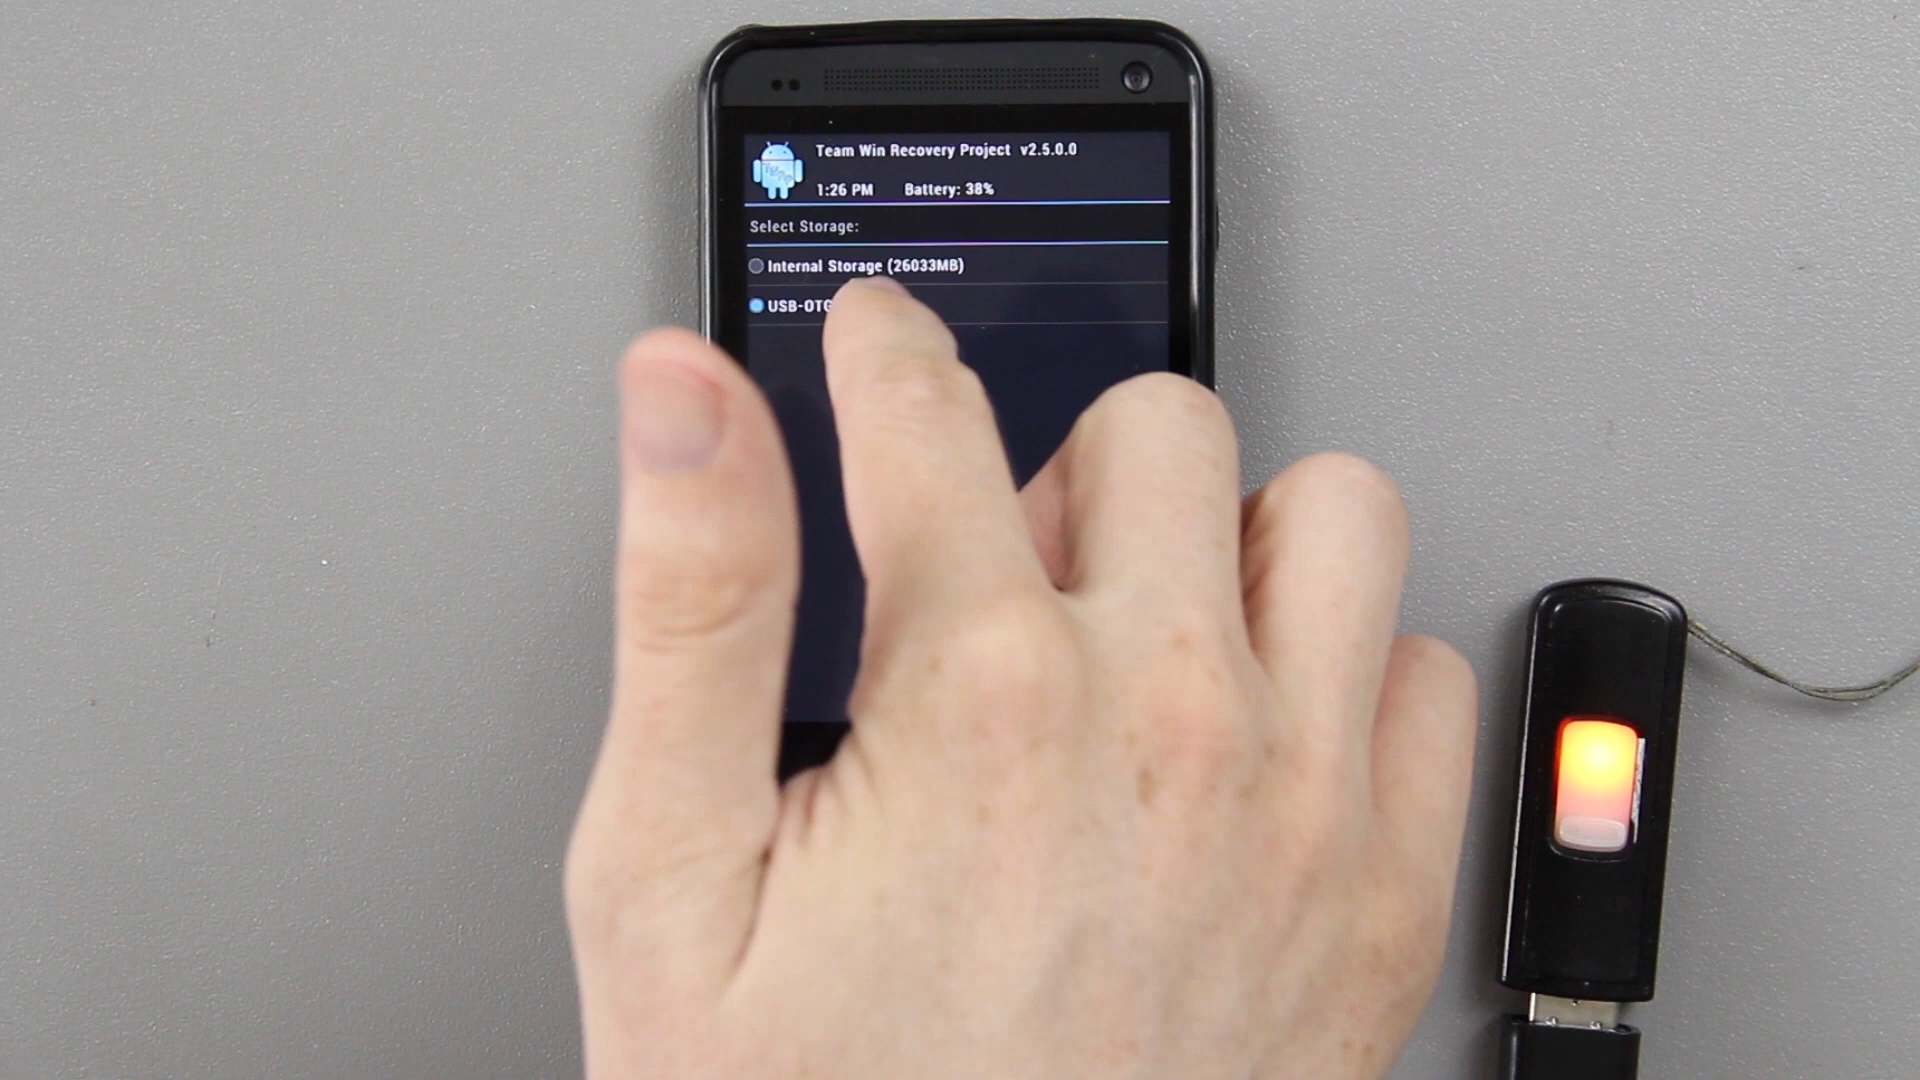 Team Win Recovery Project v2.5.0.0
1:26 PM Battery: 38%
Select Storage:
Internal Storage (26033MB)
USB-OTG